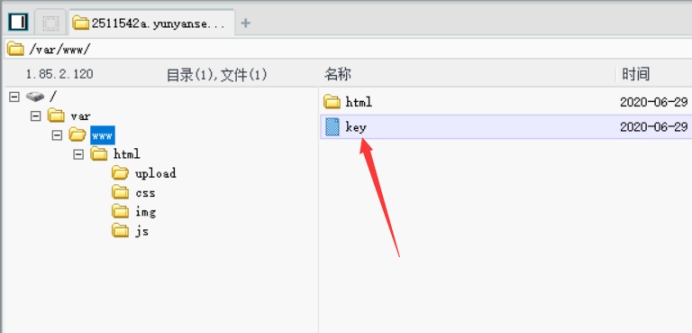 2511542a.yunyanse...
/var/www/
1.85.2.120 目录(1),文件(1) 名称 时间
/
var
www
html
upload
css
img
js
html 2020-06-29
key 2020-06-29